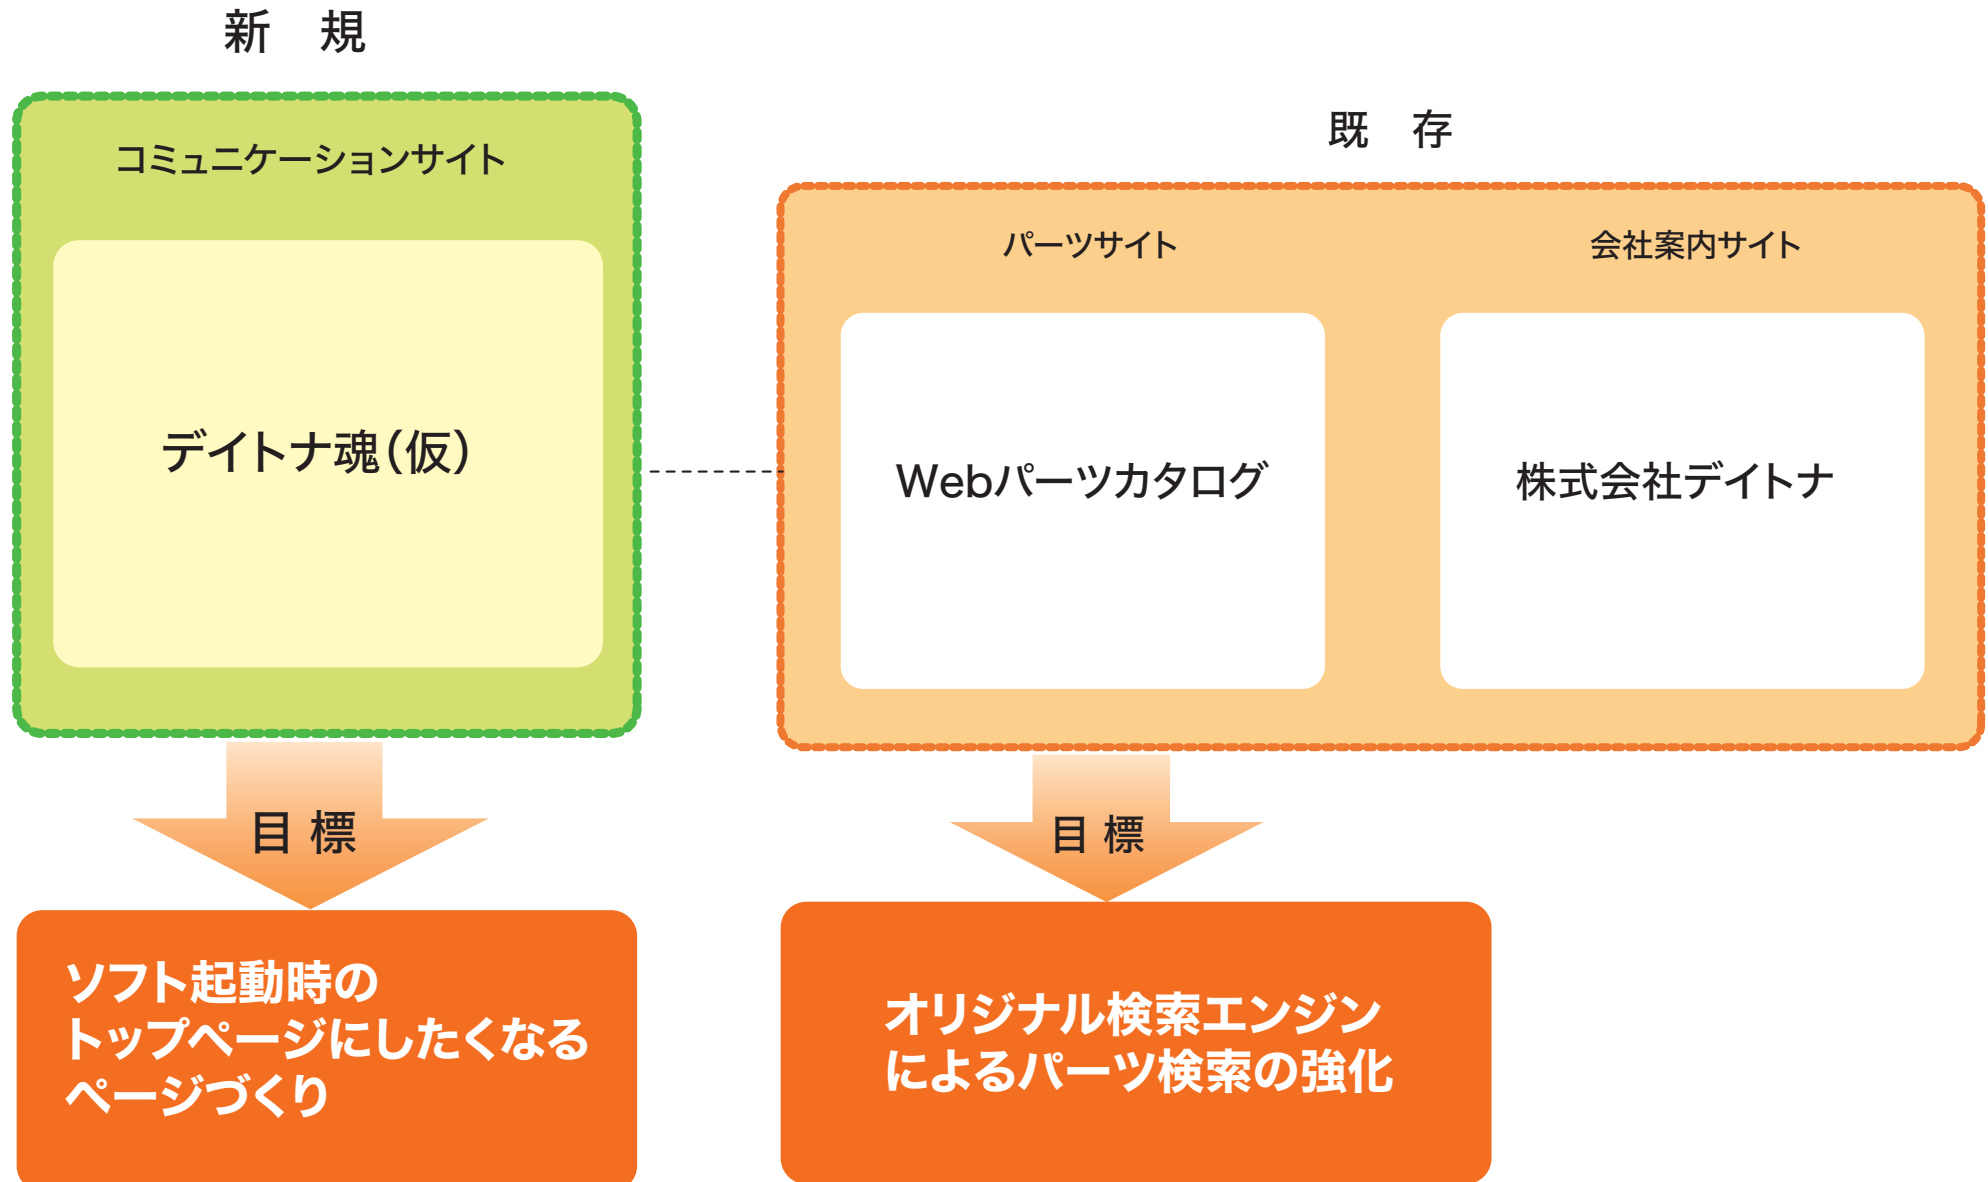 新　規
コミュニケーションサイト
デイトナ魂（仮）
既　存
パーツサイト
会社案内サイト
Webパーツカタログ
株式会社デイトナ
目 標
ソフト起動時の
トップページにしたくなる
ページづくり
目 標
オリジナル検索エンジン
によるパーツ検索の強化